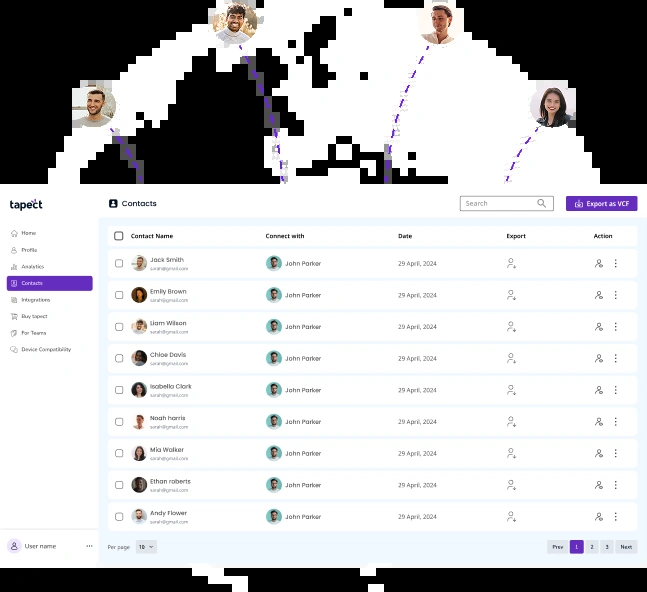 tapect
Contacts
Search
Export as VCF
Home
Profile
Analytics
Contacts
Integrations
Buy tapect
For Teams
Device Compatibility
User name
Contact Name Connect with Date Export Action
Jack Smith
sarah@gmail.com
John Parker 29 April, 2024
Emily Brown
sarah@gmail.com
John Parker 29 April, 2024
Liam Wilson
sarah@gmail.com
John Parker 29 April, 2024
Chloe Davis
sarah@gmail.com
John Parker 29 April, 2024
Isabella Clark
sarah@gmail.com
John Parker 29 April, 2024
Noah harris
sarah@gmail.com
John Parker 29 April, 2024
Mia Walker
sarah@gmail.com
John Parker 29 April, 2024
Ethan roberts
sarah@gmail.com
John Parker 29 April, 2024
Andy Flower
sarah@gmail.com
John Parker 29 April, 2024
Per page 10
Prev 1 2 3 Next